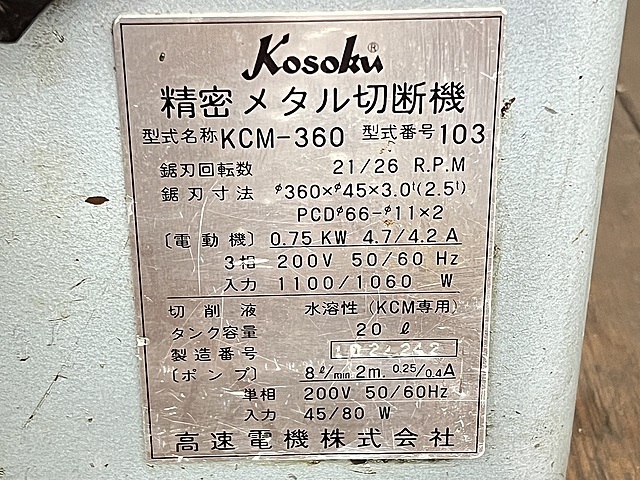 Kosoku®
精密メタル切断機
型式名称 KCM-360 型式番号 103
鋸刃回転数 21/26 R.P.M
鋸刃寸法 φ360×φ45×3.0ᵗ(2.5ᵗ)
PCDφ66-φ11×2
〔電動機〕 0.75 KW 4.7/4.2 A
3相 200V 50/60 Hz
入力 1100/1060 W
切削液 水溶性 (KCM専用)
タンク容量 20 ℓ
製造番号
〔ポンプ〕 8ℓ/min 2m. 0.25/0.4A
単相 200V 50/60Hz
入力 45/80 W
高速電機株式会社